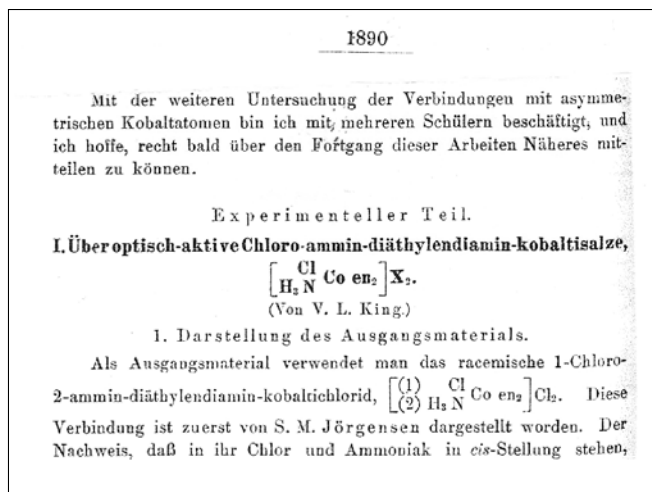 1890
Mit der weiteren Untersuchung der Verbindungen mit asymme-
trischen Kobaltatomen bin ich mit mehreren Schülern beschäftigt, und
ich hoffe, recht bald über den Fortgang dieser Arbeiten Näheres mit-
teilen zu können.
Experimenteller Teil.
I. Über optisch-aktive Chloro-ammin-diäthylendiamin-kobaltisalze,
[Cl H₃N Co en₂]X₂.
(Von V. L. King.)
1. Darstellung des Ausgangsmaterials.
Als Ausgangsmaterial verwendet man das racemische 1-Chloro-
2-ammin-diäthylendiamin-kobaltichlorid, [(1) Cl (2) H₃N Co en₂]Cl₂. Diese
Verbindung ist zuerst von S. M. Jörgensen dargestellt worden. Der
Nachweis, daß in ihr Chlor und Ammoniak in cis-Stellung stehen,